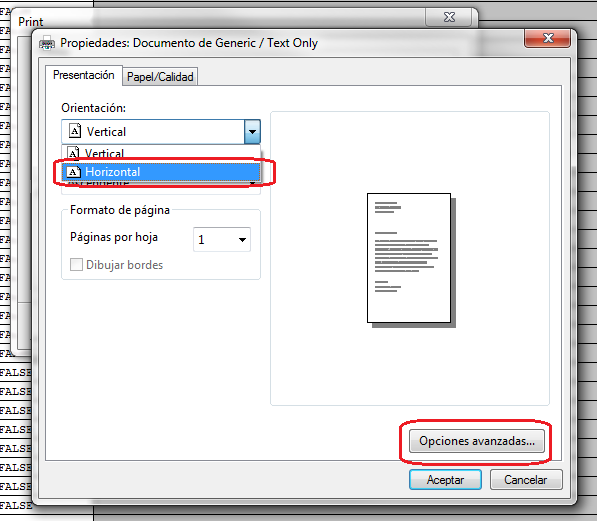 FALSE
Print
Propiedades: Documento de Generic / Text Only
Presentación
Papel/Calidad
Orientación:
Vertical
Vertical
Horizontal
Formato de página
Páginas por hoja
1
Dibujar bordes
Opciones avanzadas...
Aceptar
Cancelar
FALSE
FALSE
FALSE
FALSE
FALSE
FALSE
FALSE
FALSE